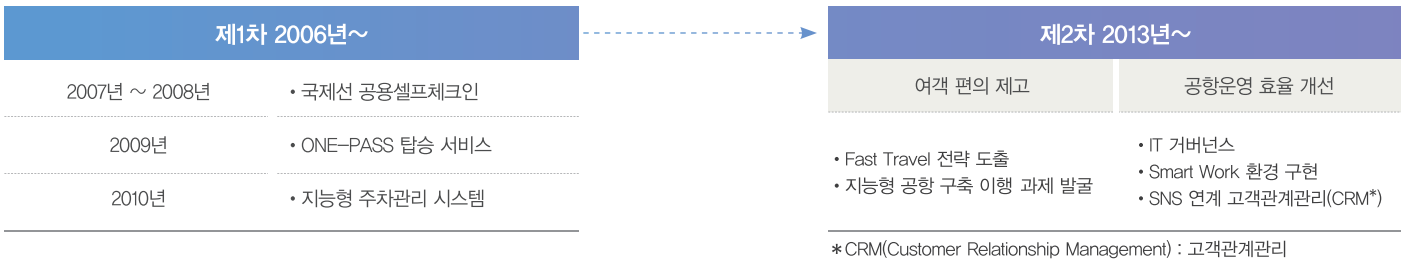 제1차 2006년~
2007년 ~ 2008년
• 국제선 공용셀프체크인
2009년
• ONE-PASS 탑승 서비스
2010년
• 지능형 주차관리 시스템
제2차 2013년~
여객 편의 제고
• Fast Travel 전략 도출
• 지능형 공항 구축 이행 과제 발굴
공항운영 효율 개선
• IT 거버넌스
• Smart Work 환경 구현
• SNS 연계 고객관계관리(CRM*)
*CRM(Customer Relationship Management) : 고객관계관리